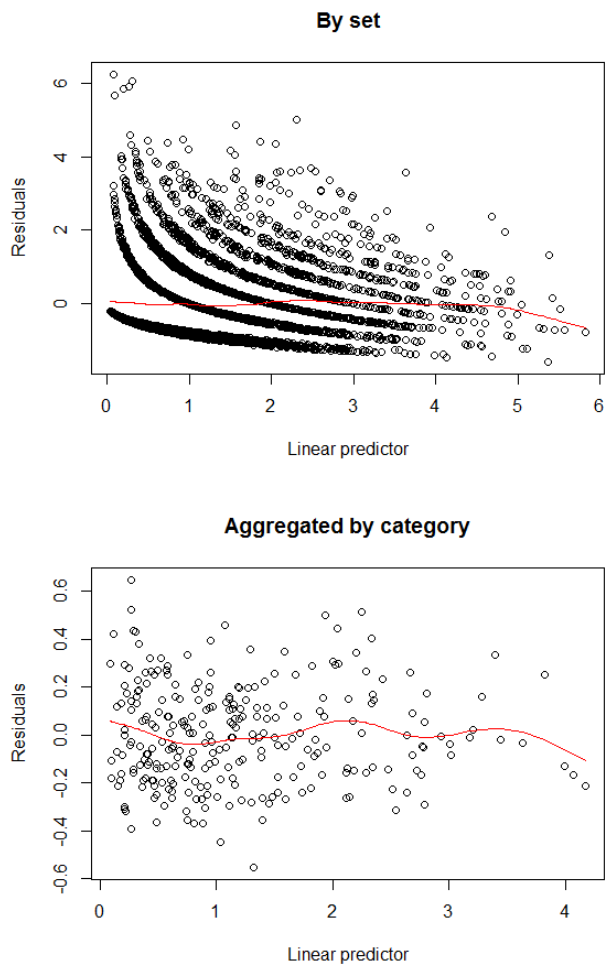 By set
6
4
2
0
Residuals
0 1 2 3 4 5 6
Linear predictor
Aggregated by category
0.6
0.4
0.2
0.0
-0.2
-0.4
-0.6
Residuals
0 1 2 3 4
Linear predictor